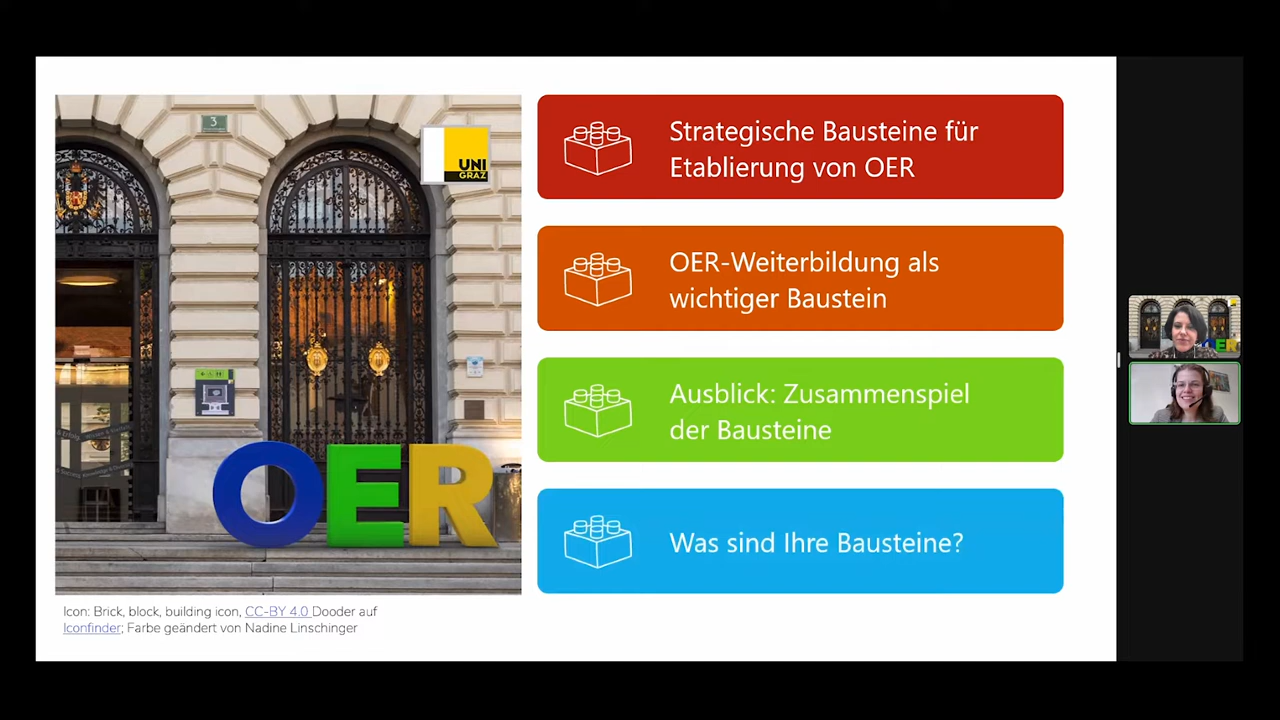 3
UNI
GRAZ
OER
Strategische Bausteine für
Etablierung von OER
OER-Weiterbildung als
wichtiger Baustein
Ausblick: Zusammenspiel
der Bausteine
Was sind Ihre Bausteine?
Icon: Brick, block, building icon, CC-BY 4.0 Dooder auf
Iconfinder; Farbe geändert von Nadine Linschinger